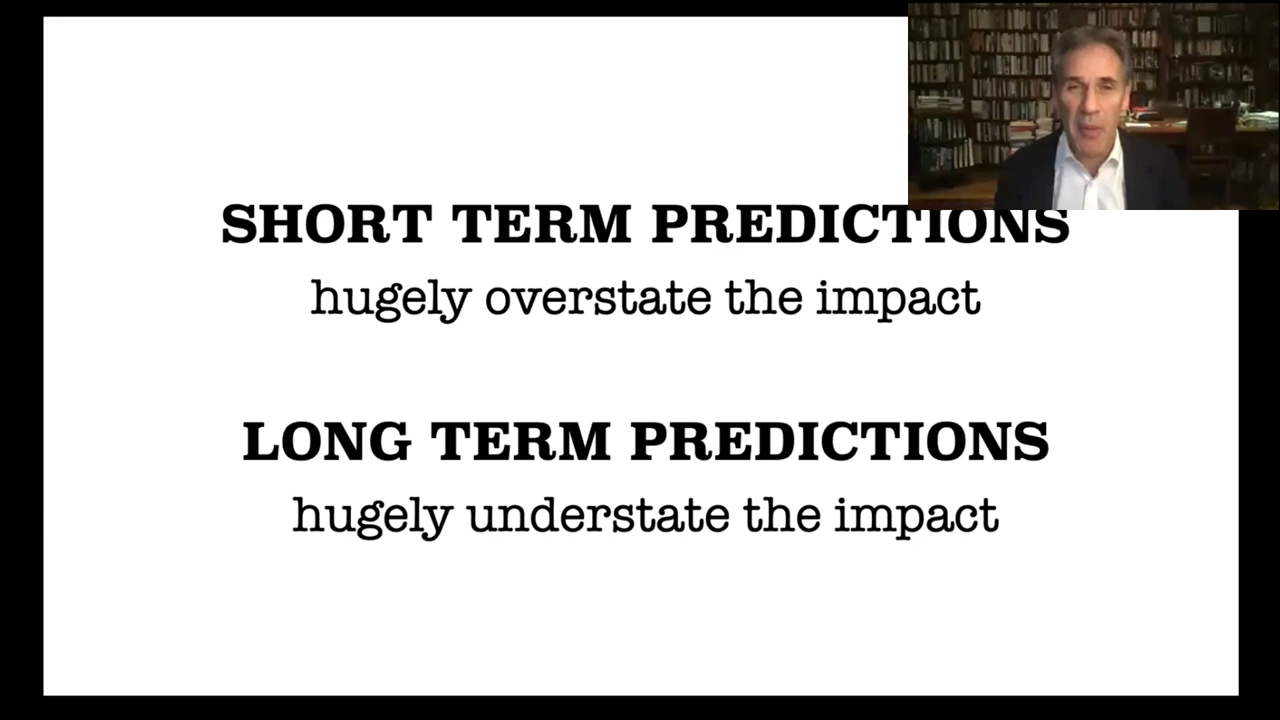 SHORT TERM PREDICTIONS
hugely overstate the impact
LONG TERM PREDICTIONS
hugely understate the impact